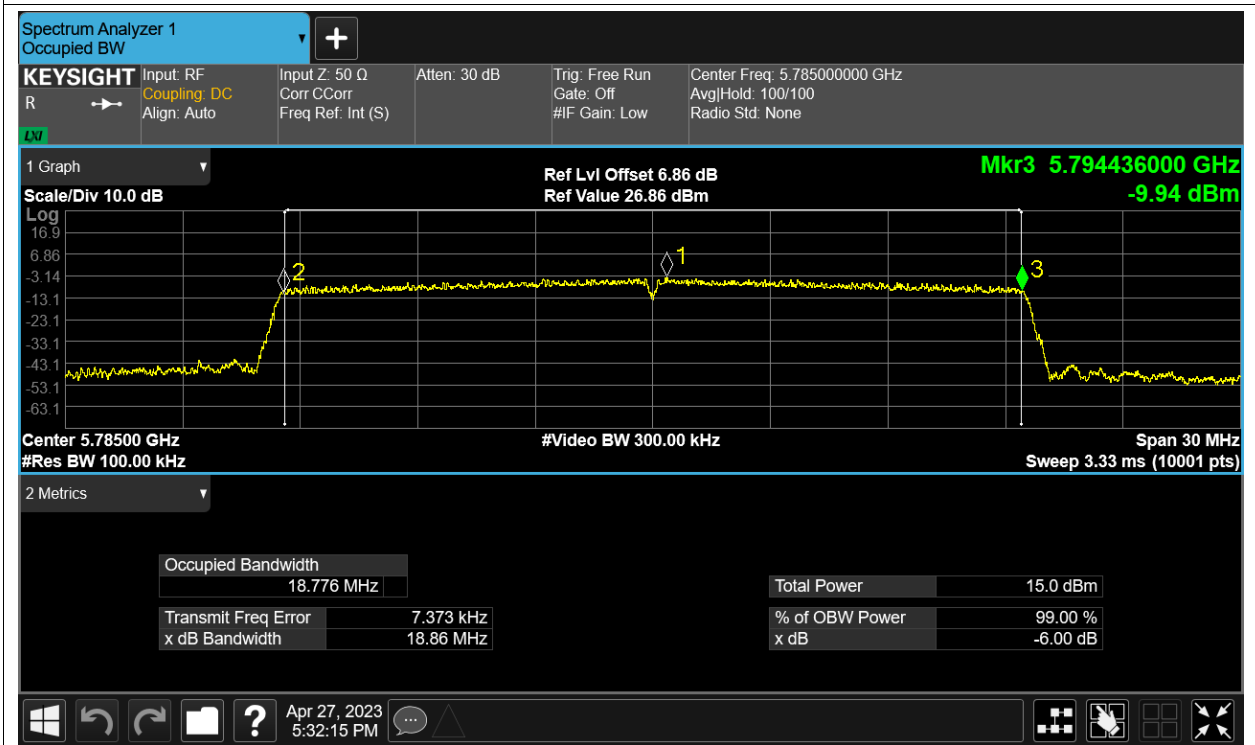 Spectrum Analyzer 1
Occupied BW
KEYSIGHT
R
LXI
Input: RF
Coupling: DC
Align: Auto
Input Z: 50 Ω
Corr CCorr
Freq Ref: Int (S)
Atten: 30 dB
Trig: Free Run
Gate: Off
#IF Gain: Low
Center Freq: 5.785000000 GHz
Avg|Hold: 100/100
Radio Std: None
1 Graph
Scale/Div 10.0 dB
Ref Lvl Offset 6.86 dB
Ref Value 26.86 dBm
Mkr3 5.794436000 GHz
-9.94 dBm
Log
16.9
6.86
-3.14
-13.1
-23.1
-33.1
-43.1
-53.1
-63.1
2
1
3
Center 5.78500 GHz
#Res BW 100.00 kHz
#Video BW 300.00 kHz
Span 30 MHz
Sweep 3.33 ms (10001 pts)
2 Metrics
Occupied Bandwidth
18.776 MHz
Transmit Freq Error 7.373 kHz
x dB Bandwidth 18.86 MHz
Total Power 15.0 dBm
% of OBW Power 99.00 %
x dB -6.00 dB
?
Apr 27, 2023
5:32:15 PM